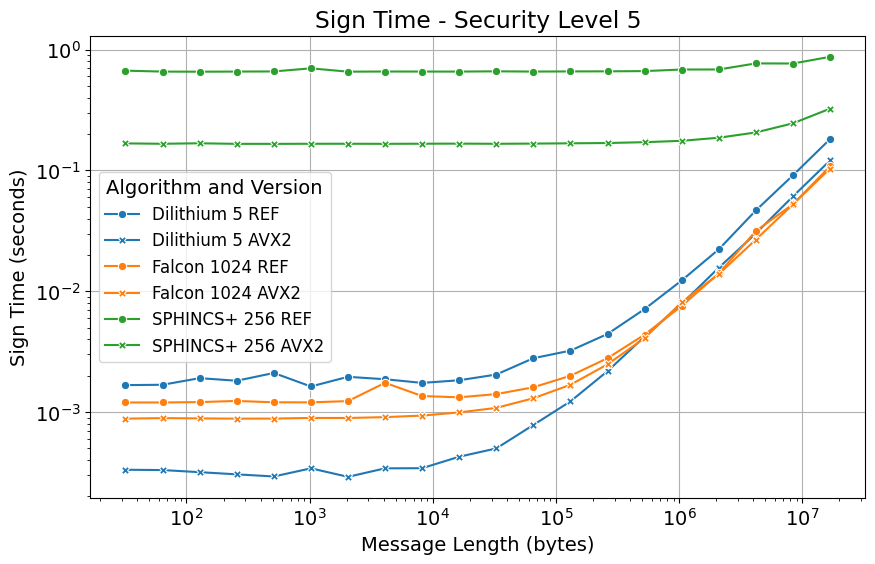 Sign Time - Security Level 5
Sign Time (seconds)
10⁰
10⁻¹
10⁻²
10⁻³
Algorithm and Version
Dilithium 5 REF
Dilithium 5 AVX2
Falcon 1024 REF
Falcon 1024 AVX2
SPHINCS+ 256 REF
SPHINCS+ 256 AVX2
10² 10³ 10⁴ 10⁵ 10⁶ 10⁷
Message Length (bytes)